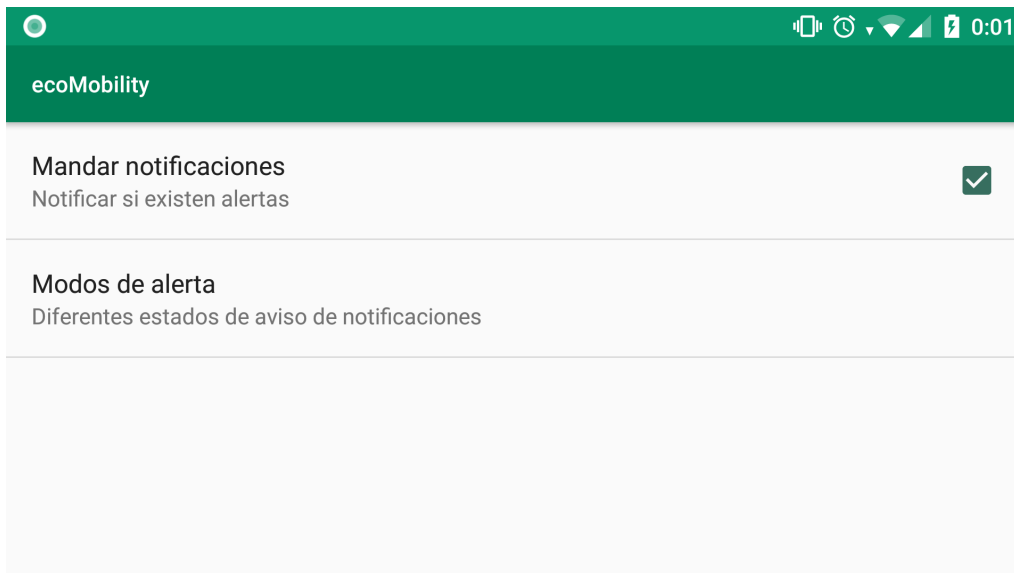 0:01
ecoMobility
Mandar notificaciones
Notificar si existen alertas
Modos de alerta
Diferentes estados de aviso de notificaciones